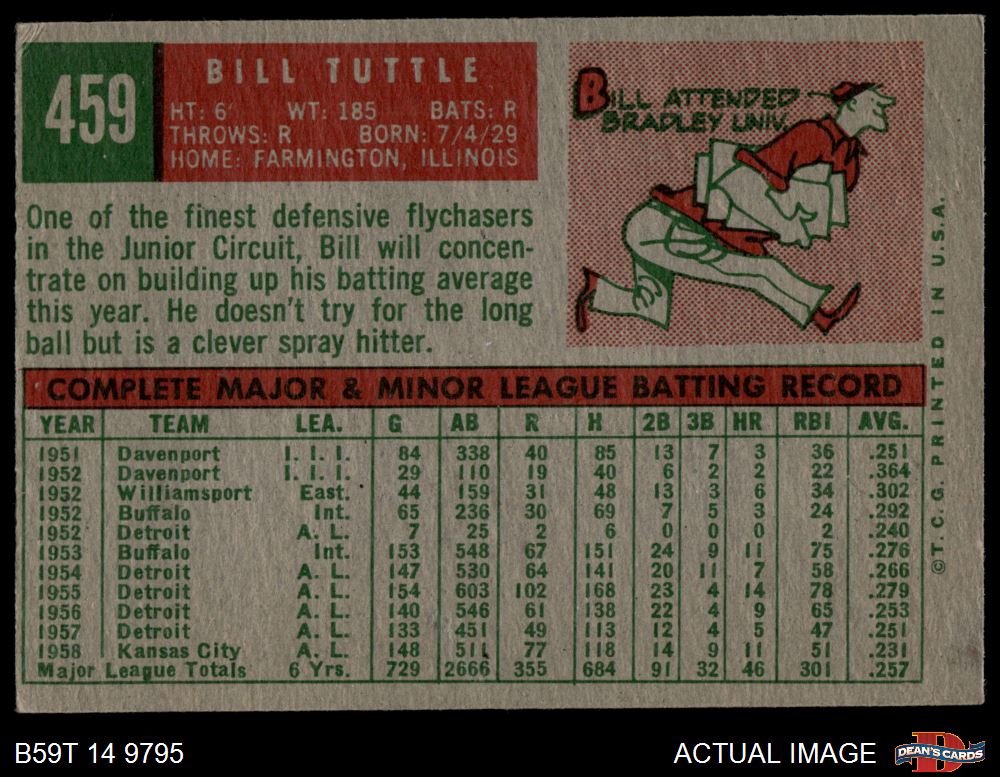 459
BILL TUTTLE
HT: 6' WT: 185 BATS: R
THROWS: R BORN: 7/4/29
HOME: FARMINGTON, ILLINOIS
BILL ATTENDED
BRADLEY UNIV.
One of the finest defensive flychasers
in the Junior Circuit, Bill will concen-
trate on building up his batting average
this year. He doesn't try for the long
ball but is a clever spray hitter.
COMPLETE MAJOR & MINOR LEAGUE BATTING RECORD
YEAR TEAM LEA. G AB R H 2B 3B HR RBI AVG.
1951 Davenport I. I. I. 84 338 40 85 13 7 3 36 .251
1952 Davenport I. I. I. 29 110 19 40 6 2 2 22 .364
1952 Williamsport East. 44 159 31 48 13 3 6 34 .302
1952 Buffalo Int. 65 236 30 69 7 5 3 24 .292
1952 Detroit A. L. 7 25 2 6 0 0 0 2 .240
1953 Buffalo Int. 153 548 67 151 24 9 11 75 .276
1954 Detroit A. L. 147 530 64 141 20 11 7 58 .266
1955 Detroit A. L. 154 603 102 168 23 4 14 78 .279
1956 Detroit A. L. 140 546 61 138 22 4 9 65 .253
1957 Detroit A. L. 133 451 49 113 12 4 5 47 .251
1958 Kansas City A. L. 148 511 77 118 14 9 11 51 .231
Major League Totals 6 Yrs. 729 2666 355 684 91 32 46 301 .257
©T. C. G. PRINTED IN U.S.A.
B59T 14 9795
ACTUAL IMAGE
D
DEAN'S CARDS